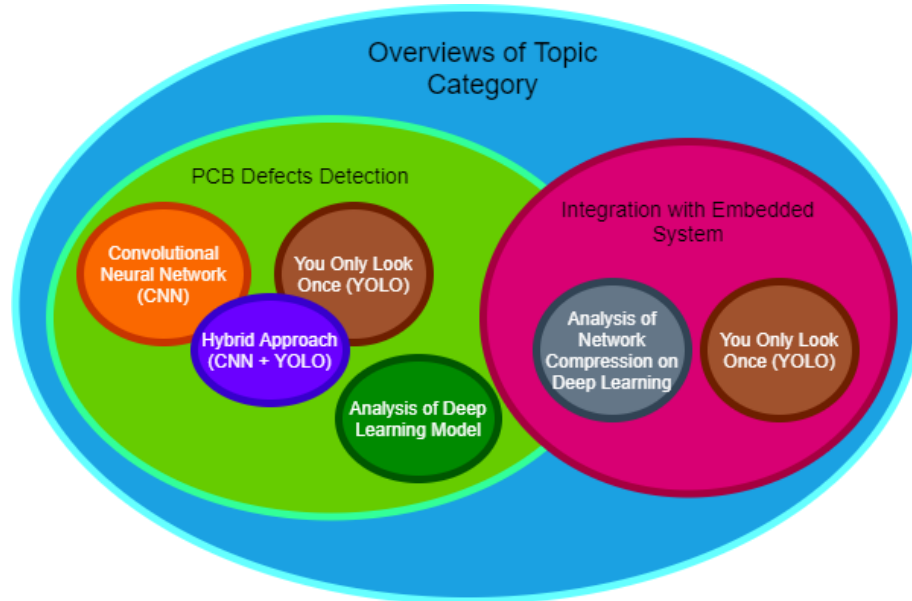 Overviews of Topic
Category
PCB Defects Detection
Convolutional
Neural Network
(CNN)
You Only Look
Once (YOLO)
Hybrid Approach
(CNN + YOLO)
Analysis of Deep
Learning Model
Integration with Embedded
System
Analysis of
Network
Compression on
Deep Learning
You Only Look
Once (YOLO)